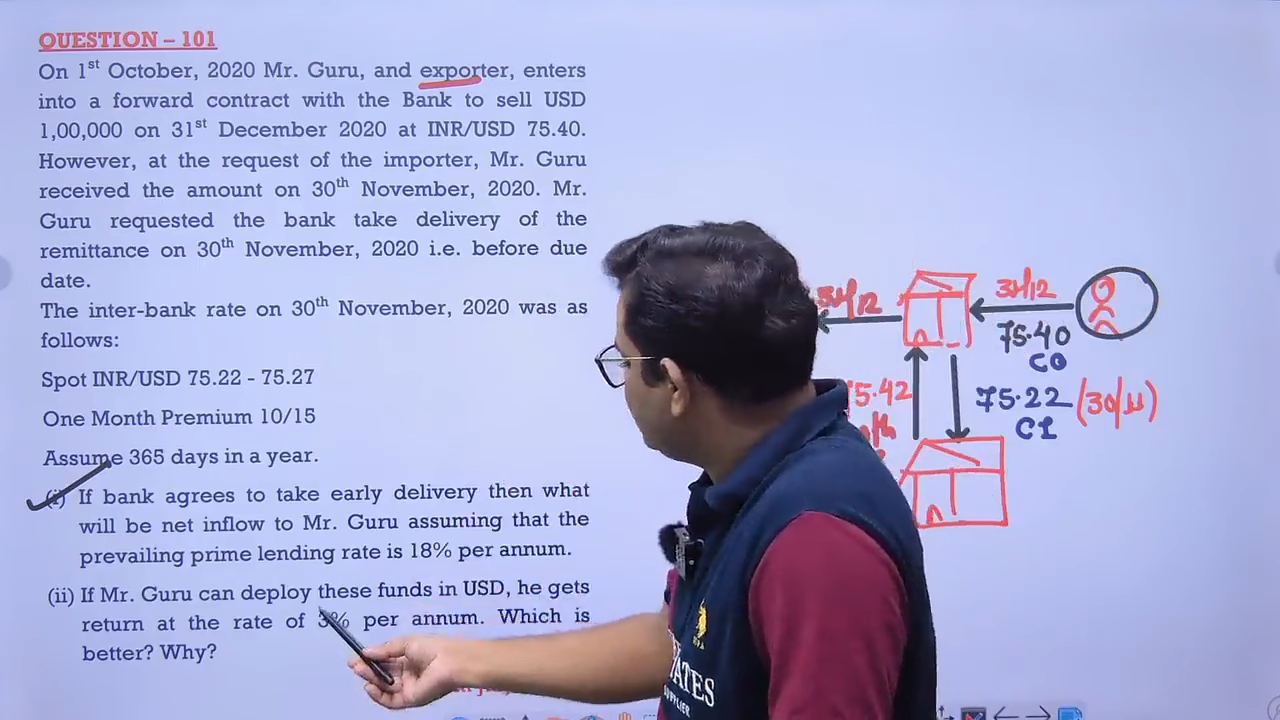 QUESTION – 101
On 1st October, 2020 Mr. Guru, and exporter, enters
into a forward contract with the Bank to sell USD
1,00,000 on 31st December 2020 at INR/USD 75.40.
However, at the request of the importer, Mr. Guru
received the amount on 30th November, 2020. Mr.
Guru requested the bank take delivery of the
remittance on 30th November, 2020 i.e. before due
date.
The inter-bank rate on 30th November, 2020 was as
follows:
Spot INR/USD 75.22 - 75.27
One Month Premium 10/15
Assume 365 days in a year.
(i) If bank agrees to take early delivery then what
will be net inflow to Mr. Guru assuming that the
prevailing prime lending rate is 18% per annum.
(ii) If Mr. Guru can deploy these funds in USD, he gets
return at the rate of 3% per annum. Which is
better? Why?
31/12
31/12
75.40
CO
75.42
75.22 (30/11)
C1